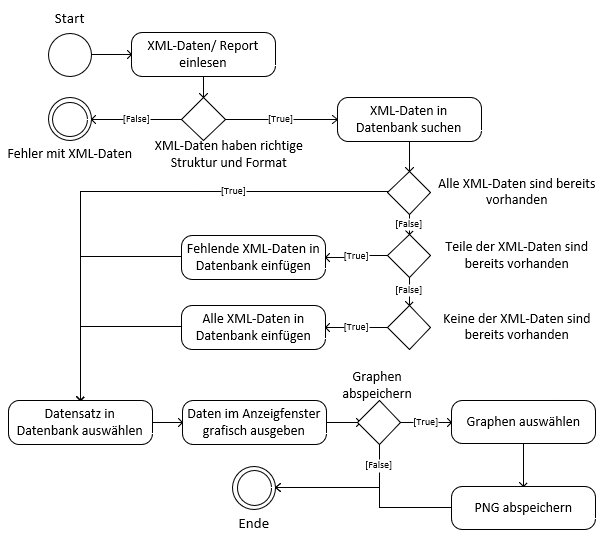 Start
XML-Daten/ Report
einlesen
[False]
[True]
Fehler mit XML-Daten
XML-Daten haben richtige
Struktur und Format
XML-Daten in
Datenbank suchen
[True]
Alle XML-Daten sind bereits
vorhanden
[False]
Fehlende XML-Daten in
Datenbank einfügen
[True]
Teile der XML-Daten sind
bereits vorhanden
[False]
Alle XML-Daten in
Datenbank einfügen
[True]
Keine der XML-Daten sind
bereits vorhanden
Graphen
abspeichern
Datensatz in
Datenbank auswählen
Daten im Anzeigfenster
grafisch ausgeben
[True]
Graphen auswählen
[False]
PNG abspeichern
Ende